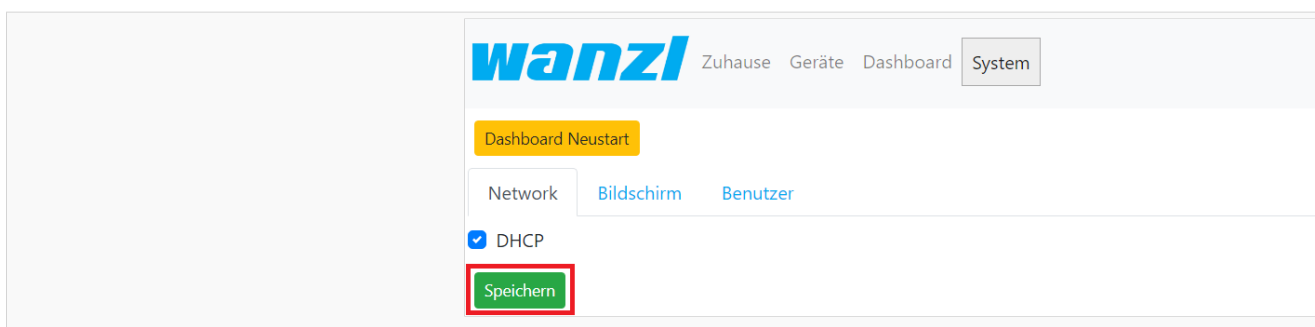 wanzl Zuhause Geräte Dashboard System
Dashboard Neustart
Network Bildschirm Benutzer
DHCP
Speichern